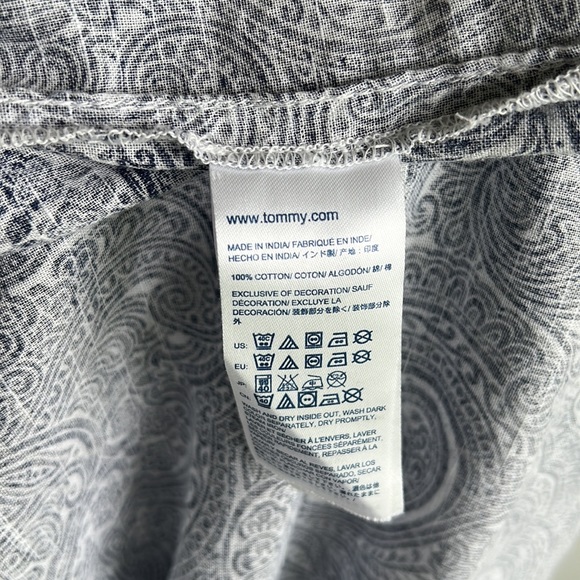 www.tommy.com
MADE IN INDIA/ FABRIQUÉ EN INDE/
HECHO EN INDIA/ インド製/ 产地：印度
100% COTTON/ COTON/ ALGODÓN/ 綿/ 棉
EXCLUSIVE OF DECORATION/ SAUF
DÉCORATION/ EXCLUYE LA
DECORACIÓN/ 装飾部分を除く/ 装饰部分除
外
US:
EU:
JP:
CN:
AND DRY INSIDE OUT, WASH DARK
SEPARATELY, DRY PROMPTLY,
SÉCHER À L'ENVERS, LAVER
FONCÉES SÉPARÉMENT,
REPASSER À LA
AL REVÉS, LAVAR LOS
SECAR